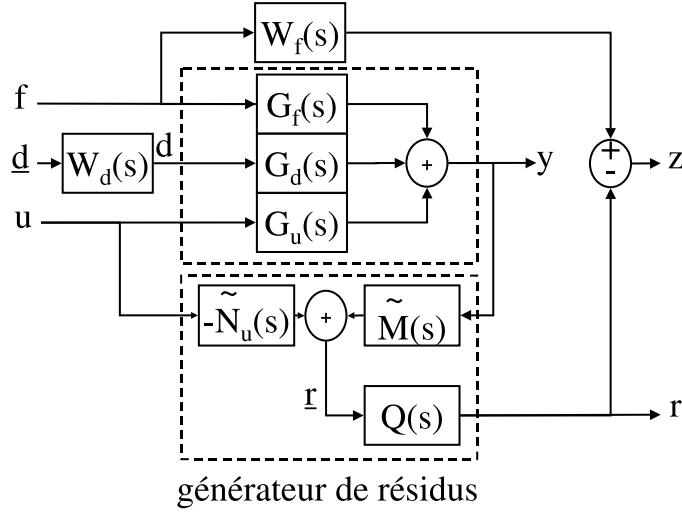 W_f(s)
f
G_f(s)
d
W_d(s)
d
G_d(s)
+
y
+
-
z
u
G_u(s)
-Ñ_u(s)
+
M̃(s)
r
Q(s)
r
générateur de résidus